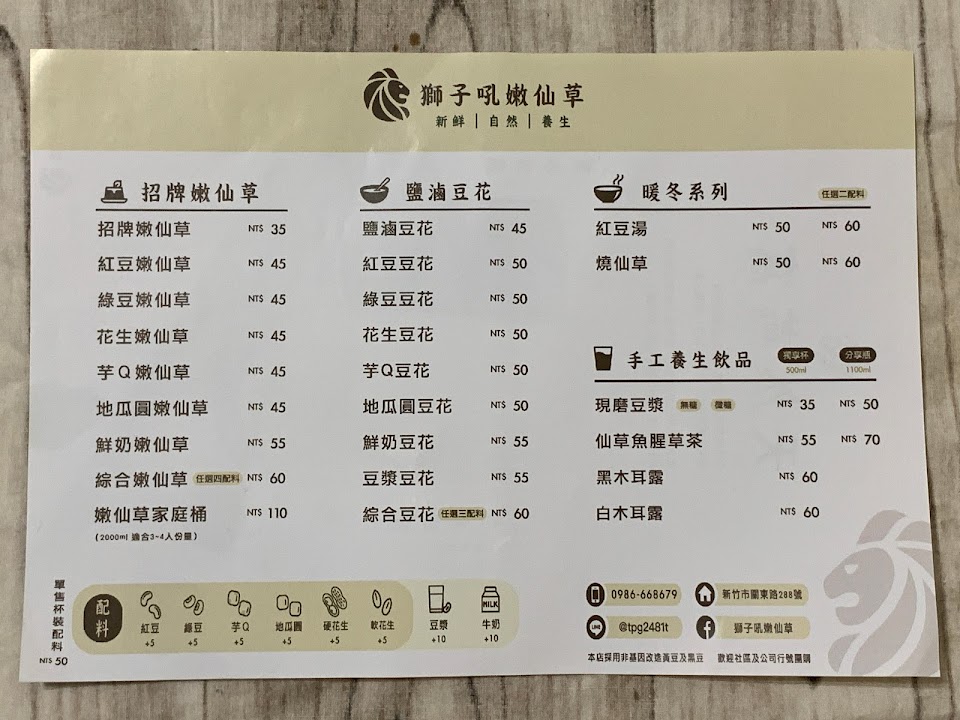 獅子吼嫩仙草
新鮮 | 自然 | 養生
招牌嫩仙草
招牌嫩仙草 NT$ 35
紅豆嫩仙草 NT$ 45
綠豆嫩仙草 NT$ 45
花生嫩仙草 NT$ 45
芋Q嫩仙草 NT$ 45
地瓜圓嫩仙草 NT$ 45
鮮奶嫩仙草 NT$ 55
綜合嫩仙草 任選四配料 NT$ 60
嫩仙草家庭桶 NT$ 110
(2000ml 適合3~4人份量)
鹽滷豆花
鹽滷豆花 NT$ 45
紅豆豆花 NT$ 50
綠豆豆花 NT$ 50
花生豆花 NT$ 50
芋Q豆花 NT$ 50
地瓜圓豆花 NT$ 50
鮮奶豆花 NT$ 55
豆漿豆花 NT$ 55
綜合豆花 任選三配料 NT$ 60
暖冬系列 任選二配料
紅豆湯 NT$ 50 NT$ 60
燒仙草 NT$ 50 NT$ 60
手工養生飲品 獨享杯 分享瓶
500ml 1100ml
現磨豆漿 無糖 微糖 NT$ 35 NT$ 50
仙草魚腥草茶 NT$ 55 NT$ 70
黑木耳露 NT$ 60
白木耳露 NT$ 60
單售杯裝配料
NT$ 50
配料
紅豆 綠豆 芋Q 地瓜圓 硬花生 軟花生 豆漿 牛奶
+5 +5 +5 +5 +5 +5 +10 +10
MILK
0986-668679 新竹市關東路288號
LINE @tpg2481t 獅子吼嫩仙草
本店採用非基因改造黃豆及黑豆 歡迎社區及公司行號團購